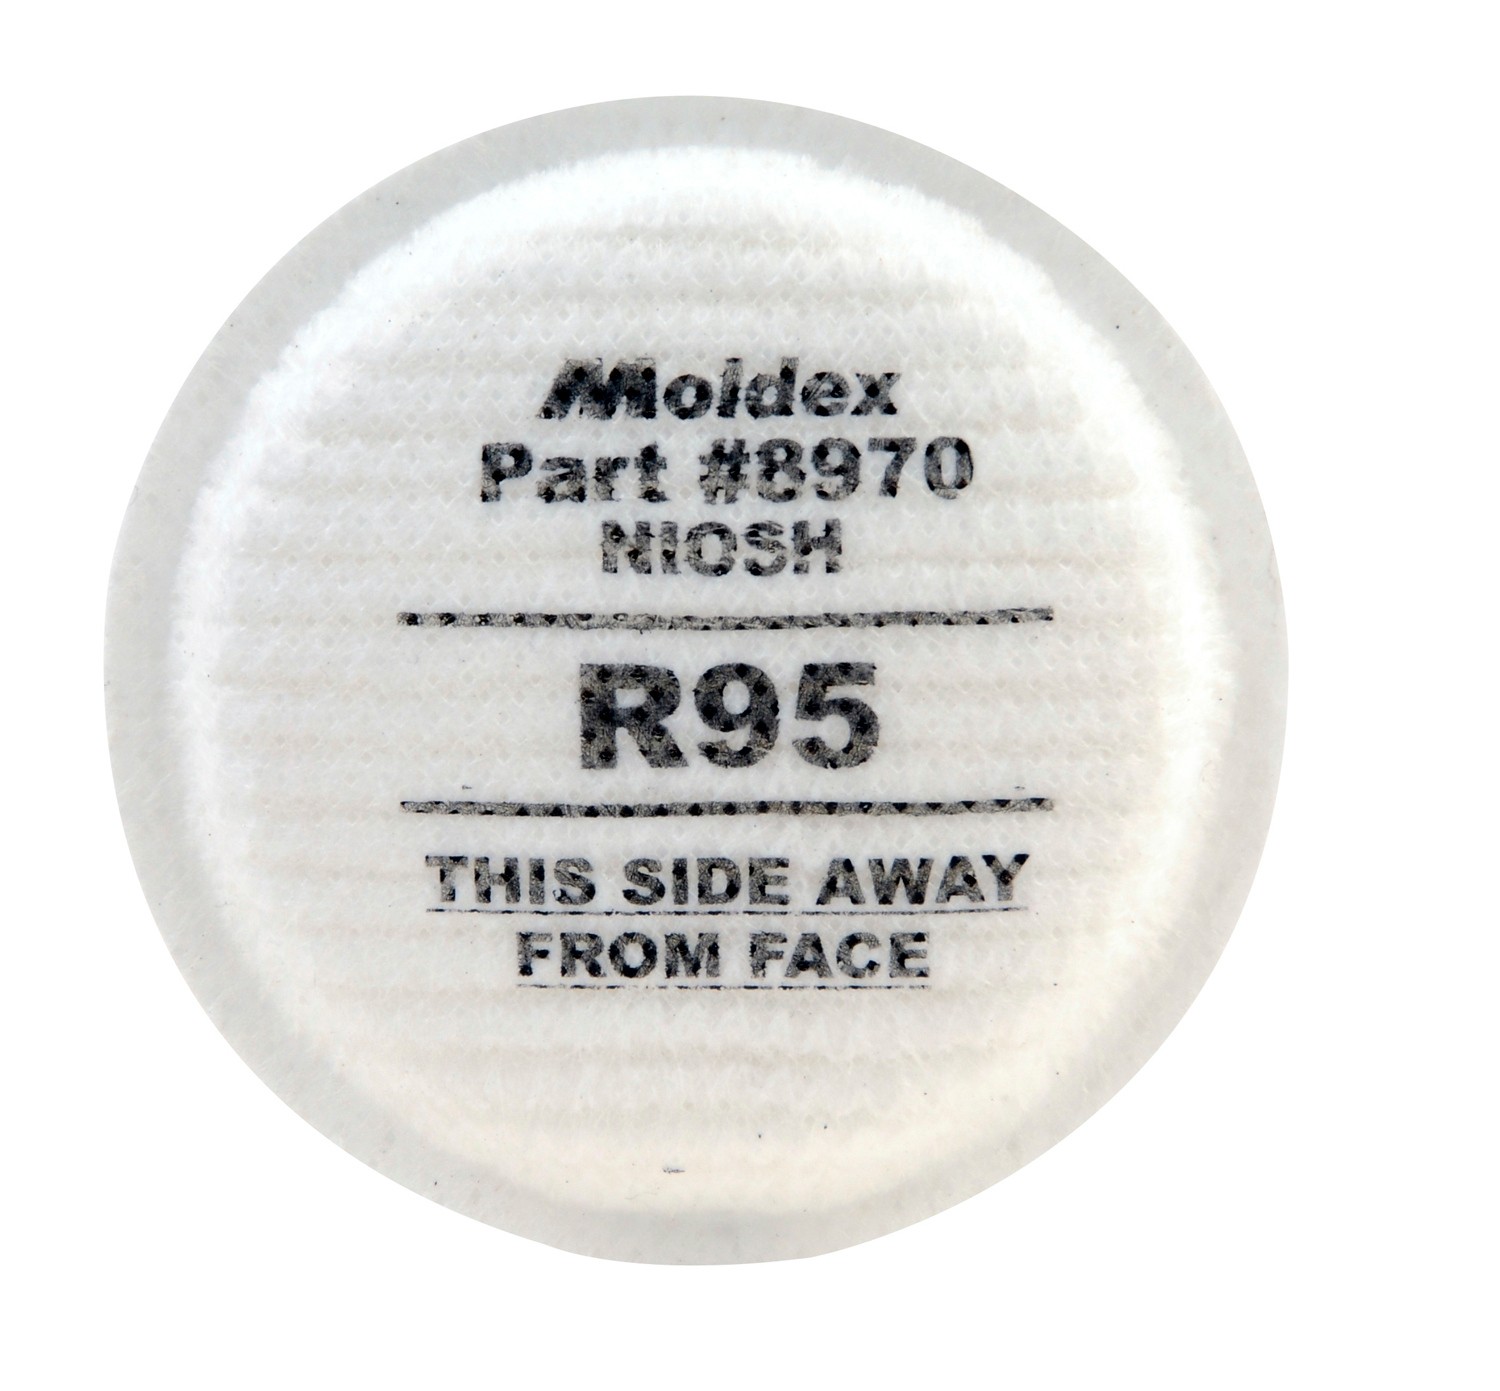 Moldex
Part #8970
NIOSH
R95
THIS SIDE AWAY
FROM FACE